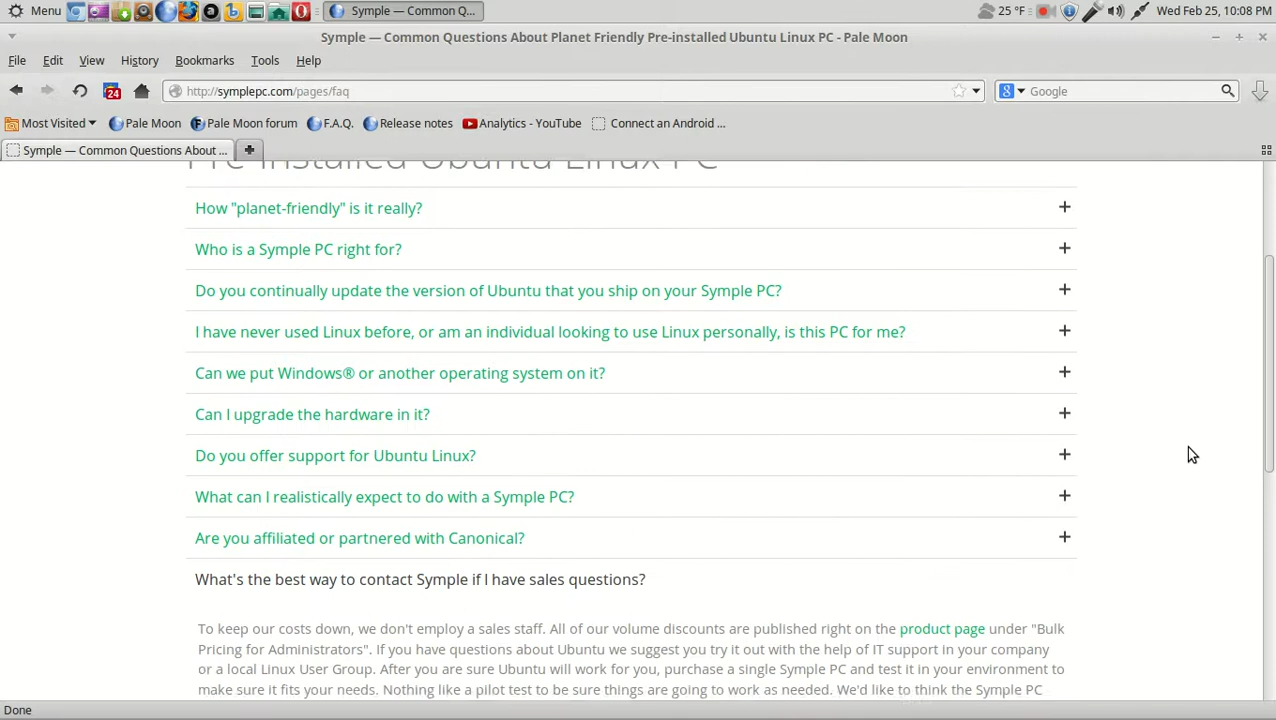 Menu
Symple — Common Q...
25 °F
Wed Feb 25, 10:08 PM
Symple — Common Questions About Planet Friendly Pre-installed Ubuntu Linux PC - Pale Moon
File Edit View History Bookmarks Tools Help
24
http://symplepc.com/pages/faq
8 Google
Most Visited Pale Moon Pale Moon forum F.A.Q. Release notes Analytics - YouTube Connect an Android ...
Symple — Common Questions About ...
Pre-installed Ubuntu Linux PC
How "planet-friendly" is it really? +
Who is a Symple PC right for? +
Do you continually update the version of Ubuntu that you ship on your Symple PC? +
I have never used Linux before, or am an individual looking to use Linux personally, is this PC for me? +
Can we put Windows® or another operating system on it? +
Can I upgrade the hardware in it? +
Do you offer support for Ubuntu Linux? +
What can I realistically expect to do with a Symple PC? +
Are you affiliated or partnered with Canonical? +
What's the best way to contact Symple if I have sales questions?
To keep our costs down, we don't employ a sales staff. All of our volume discounts are published right on the product page under "Bulk
Pricing for Administrators". If you have questions about Ubuntu we suggest you try it out with the help of IT support in your company
or a local Linux User Group. After you are sure Ubuntu will work for you, purchase a single Symple PC and test it in your environment to
make sure it fits your needs. Nothing like a pilot test to be sure things are going to work as needed. We'd like to think the Symple PC
Done